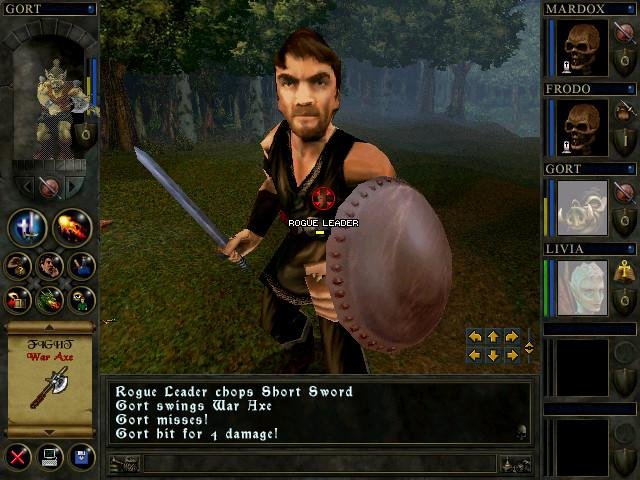 GORT
MARDOX
FRODO
GORT
LIVIA
ROGUE LEADER
FIGHT
War Axe
Rogue Leader chops Short Sword
Gort swings War Axe
Gort misses!
Gort hit for 4 damage!